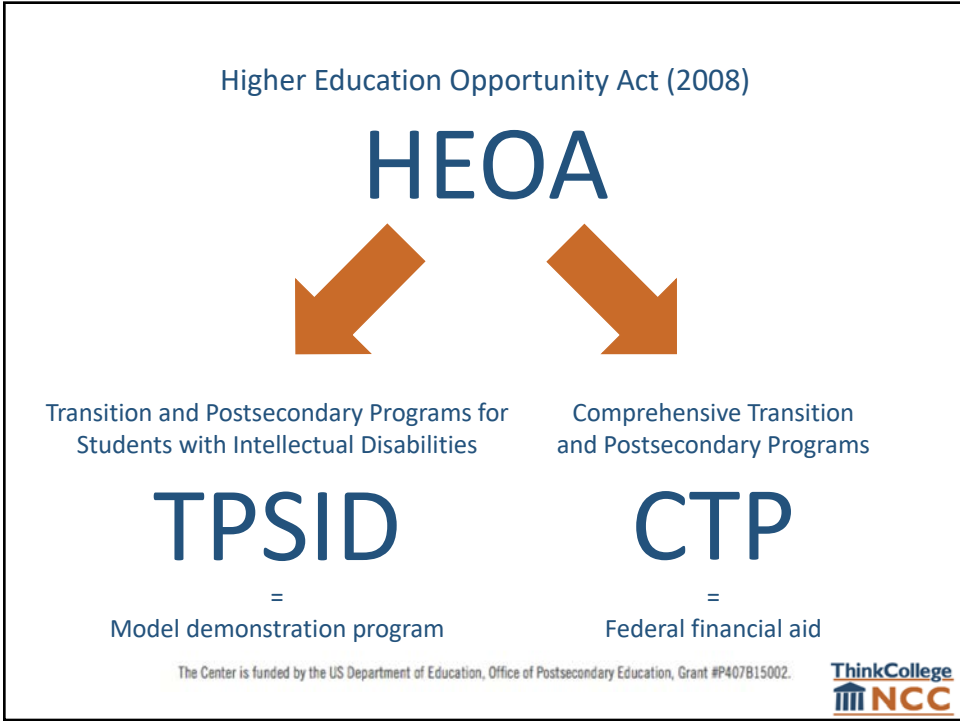 Higher Education Opportunity Act (2008)
HEOA
Transition and Postsecondary Programs for
Students with Intellectual Disabilities
TPSID
=
Model demonstration program
Comprehensive Transition
and Postsecondary Programs
CTP
=
Federal financial aid
The Center is funded by the US Department of Education, Office of Postsecondary Education, Grant #P407B15002.
ThinkCollege
NCC